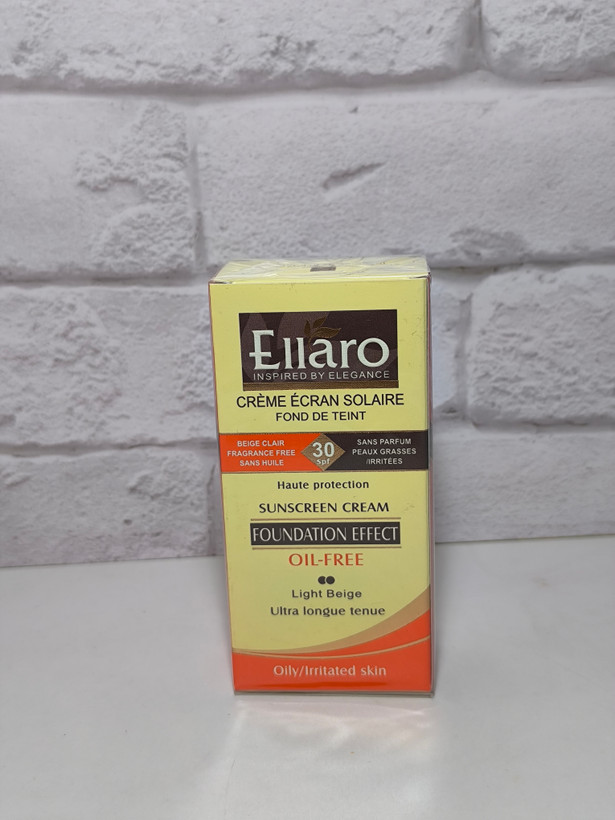 Ellaro
INSPIRED BY ELEGANCE
CRÈME ÉCRAN SOLAIRE
FOND DE TEINT
BEIGE CLAIR
FRAGRANCE FREE
SANS HUILE
30
spf
SANS PARFUM
PEAUX GRASSES
/IRRITÉES
Haute protection
SUNSCREEN CREAM
FOUNDATION EFFECT
OIL-FREE
Light Beige
Ultra longue tenue
Oily/Irritated skin